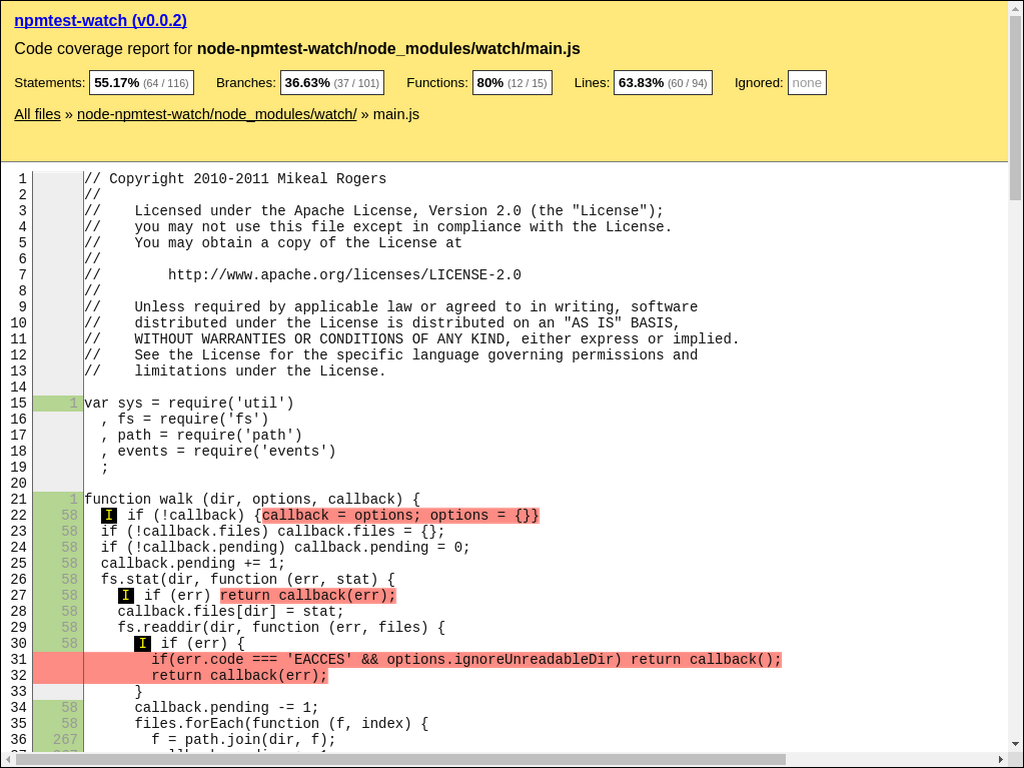 npmtest-watch (v0.0.2)
Code coverage report for node-npmtest-watch/node_modules/watch/main.js
Statements: 55.17% (64 / 116) Branches: 36.63% (37 / 101) Functions: 80% (12 / 15) Lines: 63.83% (60 / 94) Ignored: none
All files » node-npmtest-watch/node_modules/watch/ » main.js
1 // Copyright 2010-2011 Mikeal Rogers
2 //
3 //    Licensed under the Apache License, Version 2.0 (the "License");
4 //    you may not use this file except in compliance with the License.
5 //    You may obtain a copy of the License at
6 //
7 //        http://www.apache.org/licenses/LICENSE-2.0
8 //
9 //    Unless required by applicable law or agreed to in writing, software
10 //    distributed under the License is distributed on an "AS IS" BASIS,
11 //    WITHOUT WARRANTIES OR CONDITIONS OF ANY KIND, either express or implied.
12 //    See the License for the specific language governing permissions and
13 //    limitations under the License.
14
15 1 var sys = require('util')
16   , fs = require('fs')
17   , path = require('path')
18   , events = require('events')
19   ;
20
21 1 function walk (dir, options, callback) {
22 58   I if (!callback) {callback = options; options = {}}
23 58   if (!callback.files) callback.files = {};
24 58   if (!callback.pending) callback.pending = 0;
25 58   callback.pending += 1;
26 58   fs.stat(dir, function (err, stat) {
27 58     I if (err) return callback(err);
28 58     callback.files[dir] = stat;
29 58     fs.readdir(dir, function (err, files) {
30 58       I if (err) {
31         if(err.code === 'EACCES' && options.ignoreUnreadableDir) return callback();
32         return callback(err);
33       }
34 58       callback.pending -= 1;
35 58       files.forEach(function (f, index) {
36 267         f = path.join(dir, f);